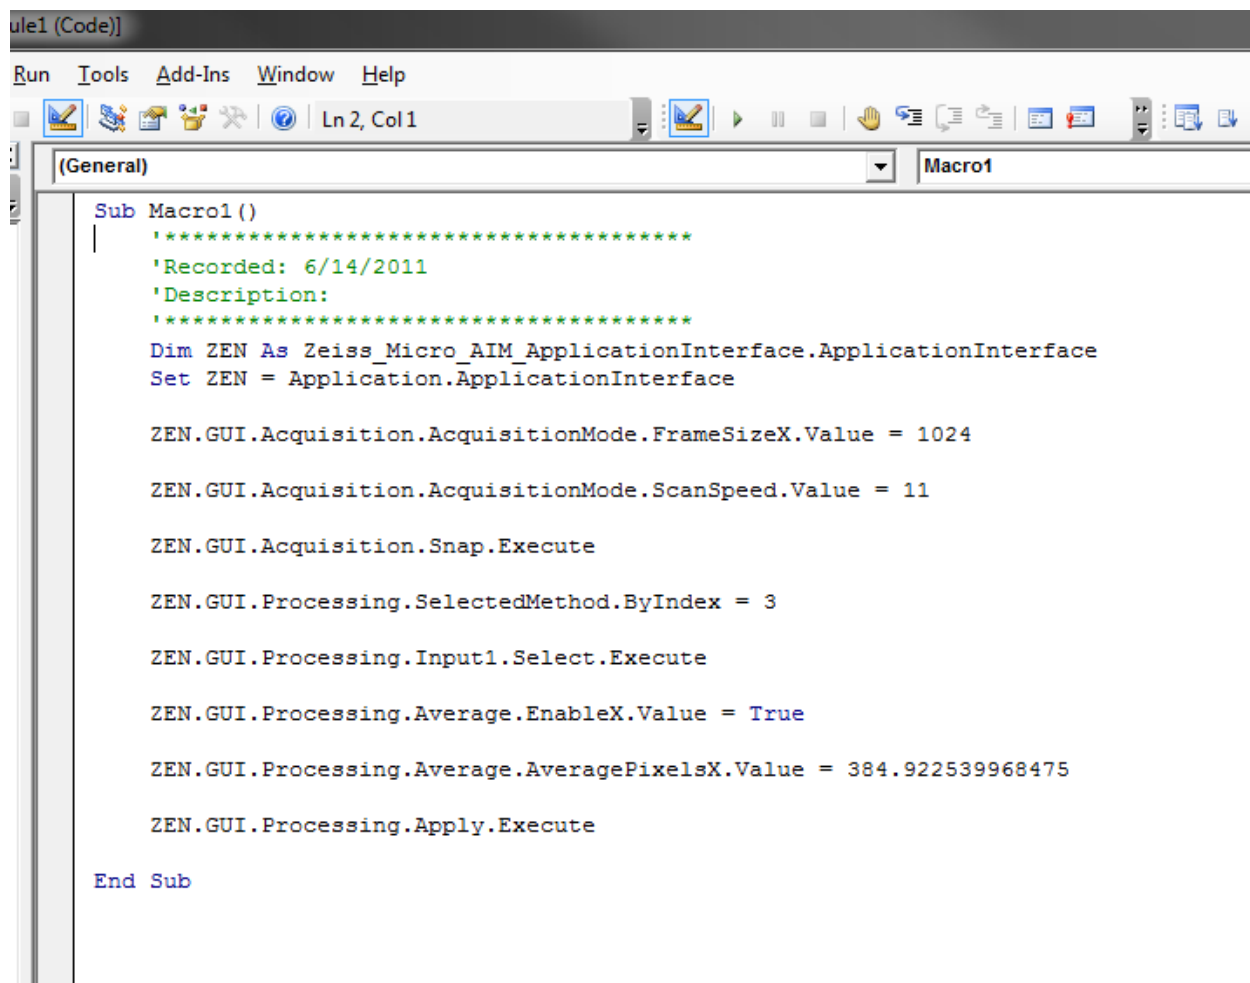 ule1 (Code)]
Run Tools Add-Ins Window Help
Ln 2, Col 1
(General) Macro1
Sub Macro1()
'**************************************
'Recorded: 6/14/2011
'Description:
'**************************************
Dim ZEN As Zeiss_Micro_AIM_ApplicationInterface.ApplicationInterface
Set ZEN = Application.ApplicationInterface
ZEN.GUI.Acquisition.AcquisitionMode.FrameSizeX.Value = 1024
ZEN.GUI.Acquisition.AcquisitionMode.ScanSpeed.Value = 11
ZEN.GUI.Acquisition.Snap.Execute
ZEN.GUI.Processing.SelectedMethod.ByIndex = 3
ZEN.GUI.Processing.Input1.Select.Execute
ZEN.GUI.Processing.Average.EnableX.Value = True
ZEN.GUI.Processing.Average.AveragePixelsX.Value = 384.922539968475
ZEN.GUI.Processing.Apply.Execute
End Sub